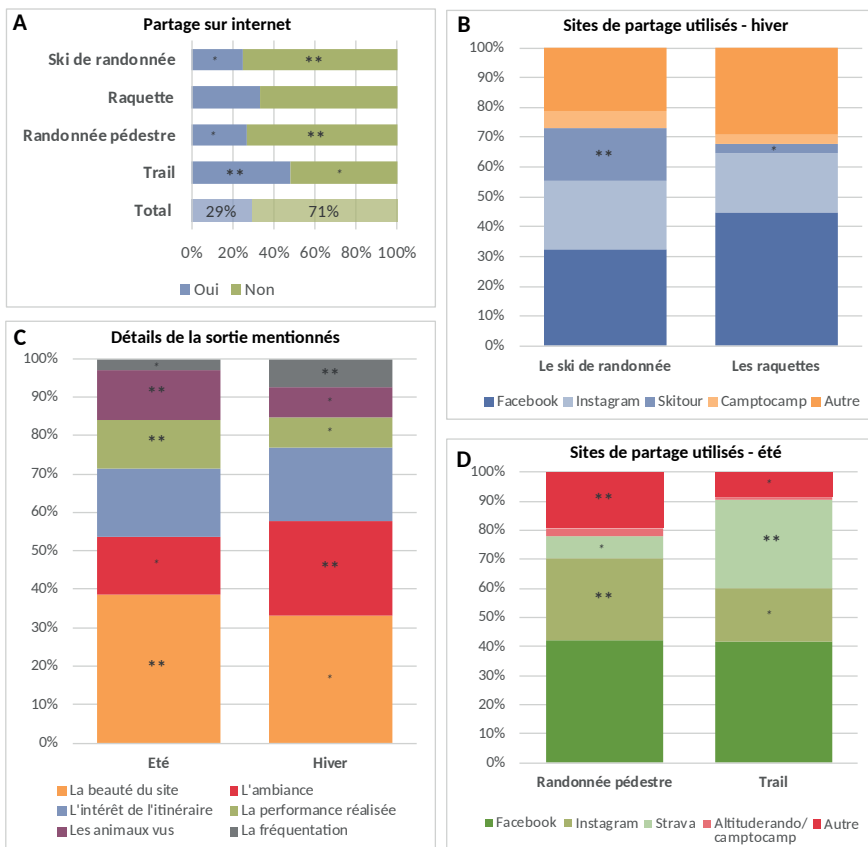 A
Partage sur internet
Ski de randonnée
*
**
Raquette
Randonnée pédestre
*
**
Trail
**
*
Total
29%
71%
0%
20%
40%
60%
80%
100%
Oui
Non
B
Sites de partage utilisés - hiver
100%
90%
80%
70%
60%
50%
40%
30%
20%
10%
0%
**
*
Le ski de randonnée
Les raquettes
Facebook
Instagram
Skitour
Camptocamp
Autre
C
Détails de la sortie mentionnés
100%
90%
80%
70%
60%
50%
40%
30%
20%
10%
0%
*
**
**
*
**
**
*
*
**
*
Eté
Hiver
La beauté du site
L'ambiance
L'intérêt de l'itinéraire
La performance réalisée
Les animaux vus
La fréquentation
D
Sites de partage utilisés - été
100%
90%
80%
70%
60%
50%
40%
30%
20%
10%
0%
**
*
**
*
**
*
Randonnée pédestre
Trail
Facebook
Instagram
Strava
Altituderando/
camptocamp
Autre